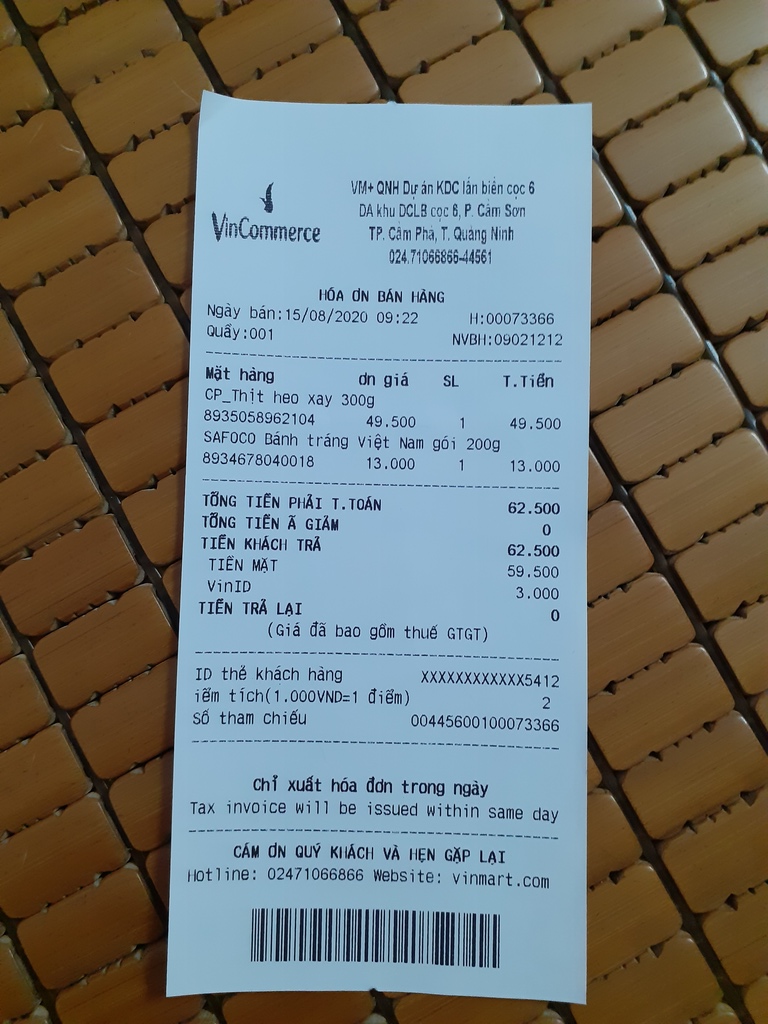 VinCommerce
VM+ QNH Dự án KDC lấn biển cọc 6
DA khu DCLB cọc 6, P. Cẩm Sơn
TP. Cẩm Phả, T. Quảng Ninh
024.71066866-44561
HÓA ƠN BÁN HÀNG
Ngày bán:15/08/2020 09:22 H:00073366
Quầy:001 NVBH:09021212
Mặt hàng ơn giá SL T.Tiền
CP_Thịt heo xay 300g
8935058962104 49.500 1 49.500
SAFOCO Bánh tráng Việt Nam gói 200g
8934678040018 13.000 1 13.000
TỔNG TIỀN PHẢI T.TOÁN 62.500
TỔNG TIỀN Ã GIẢM 0
TIỀN KHÁCH TRẢ 62.500
TIỀN MẶT 59.500
VinID 3.000
TIỀN TRẢ LẠI 0
(Giá đã bao gồm thuế GTGT)
ID thẻ khách hàng XXXXXXXXXXXX5412
iểm tích(1.000VND=1 điểm) 2
Số tham chiếu 00445600100073366
Chỉ xuất hóa đơn trong ngày
Tax invoice will be issued within same day
CÁM ƠN QUÝ KHÁCH VÀ HẸN GẶP LẠI
Hotline: 02471066866 Website: vinmart.com